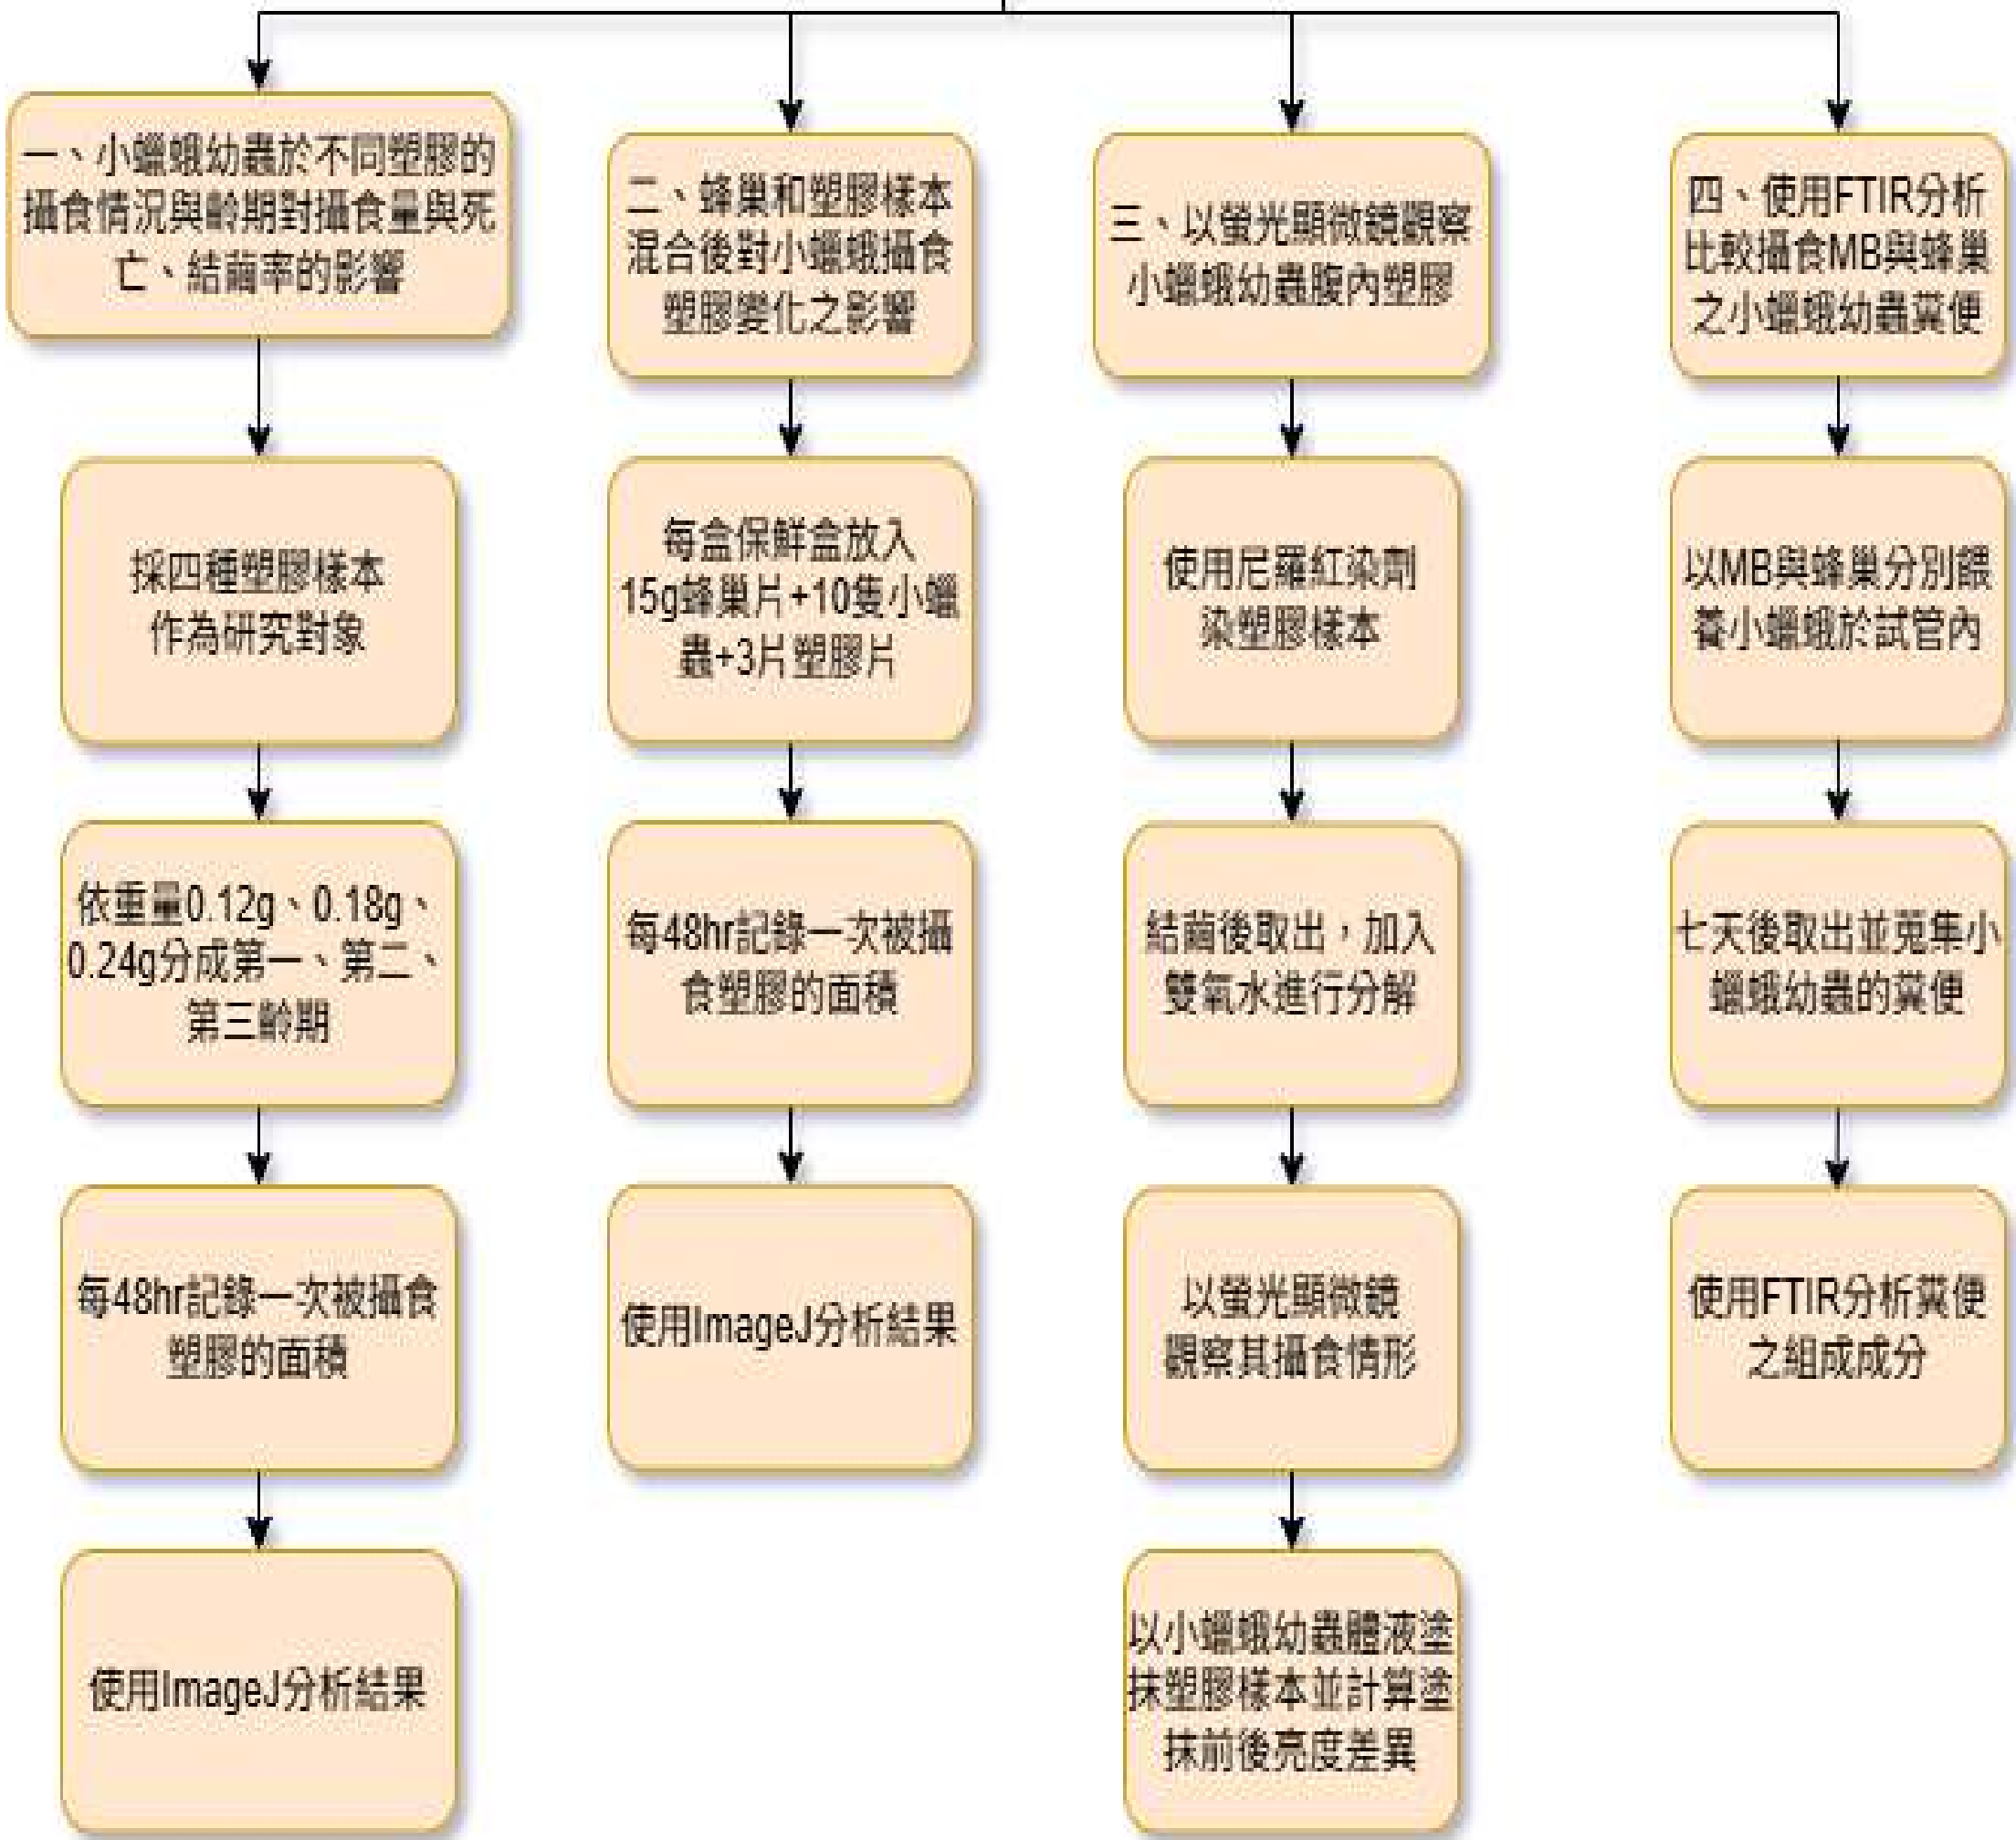 一、小蠟蛾幼蟲於不同塑膠的
攝食情況與齡期對攝食量與死
亡、結繭率的影響
採四種塑膠樣本
作為研究對象
依重量0.12g、0.18g、
0.24g分成第一、第二、
第三齡期
每48hr記錄一次被攝食
塑膠的面積
使用ImageJ分析結果
二、蜂巢和塑膠樣本
混合後對小蠟蛾攝食
塑膠變化之影響
每盒保鮮盒放入
15g蜂巢片+10隻小蠟
蟲+3片塑膠片
每48hr記錄一次被攝
食塑膠的面積
使用ImageJ分析結果
三、以螢光顯微鏡觀察
小蠟蛾幼蟲腹內塑膠
使用尼羅紅染劑
染塑膠樣本
結繭後取出，加入
雙氧水進行分解
以螢光顯微鏡
觀察其攝食情形
以小蠟蛾幼蟲體液塗
抹塑膠樣本並計算塗
抹前後亮度差異
四、使用FTIR分析
比較攝食MB與蜂巢
之小蠟蛾幼蟲糞便
以MB與蜂巢分別餵
養小蠟蛾於試管內
七天後取出並蒐集小
蠟蛾幼蟲的糞便
使用FTIR分析糞便
之組成成分